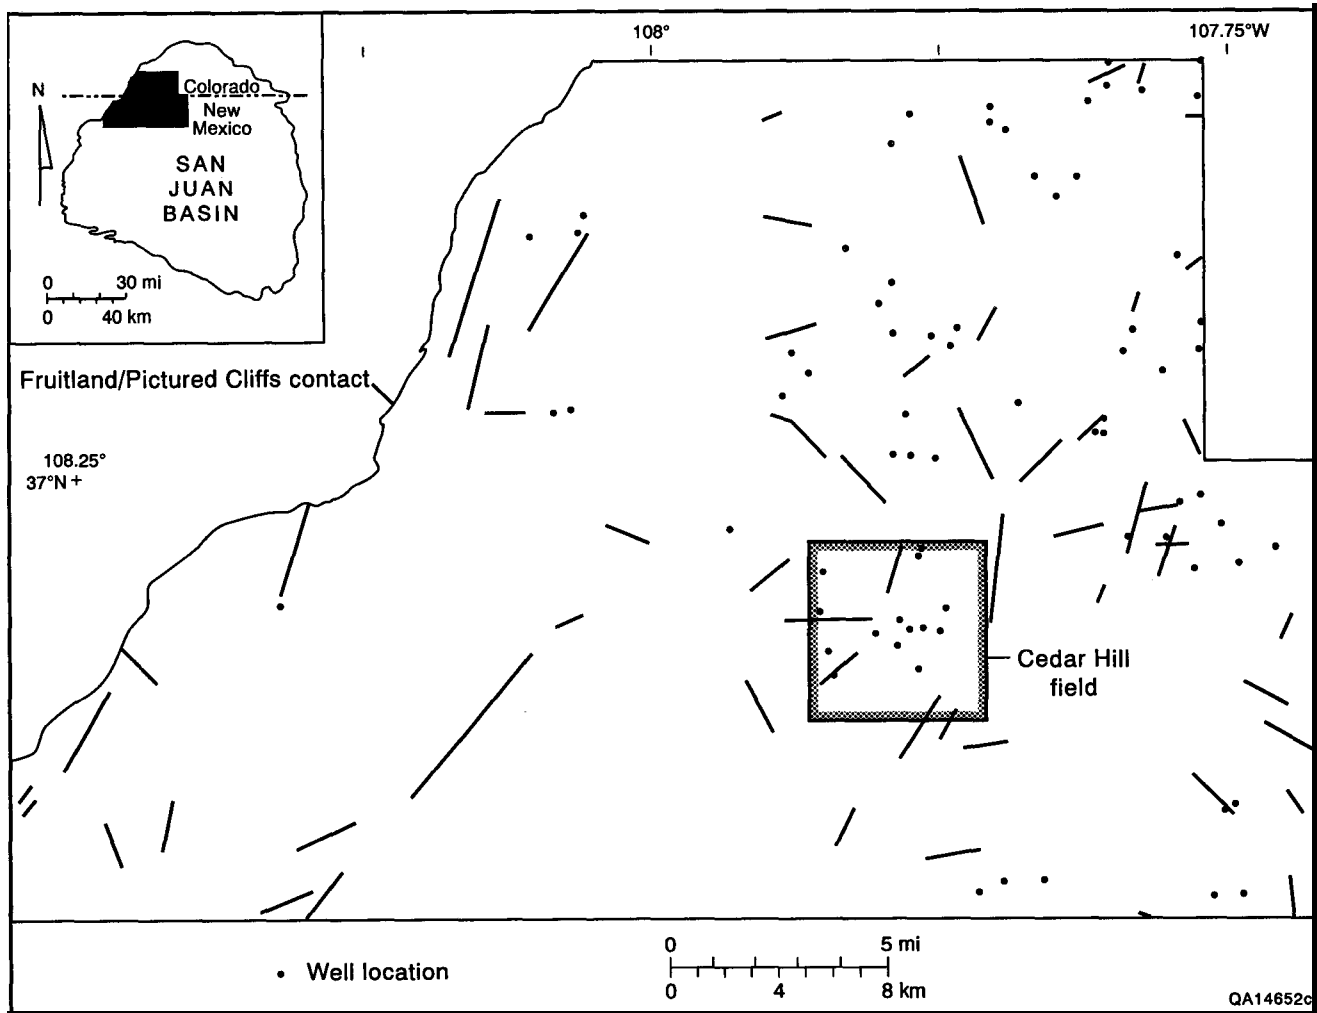 108°
107.75°W
N
Colorado
New
Mexico
SAN
JUAN
BASIN
0 30 mi
0 40 km
Fruitland/Pictured Cliffs contact
108.25°
37°N +
Cedar Hill
field
Well location
0 5 mi
0 4 8 km
QA14652c